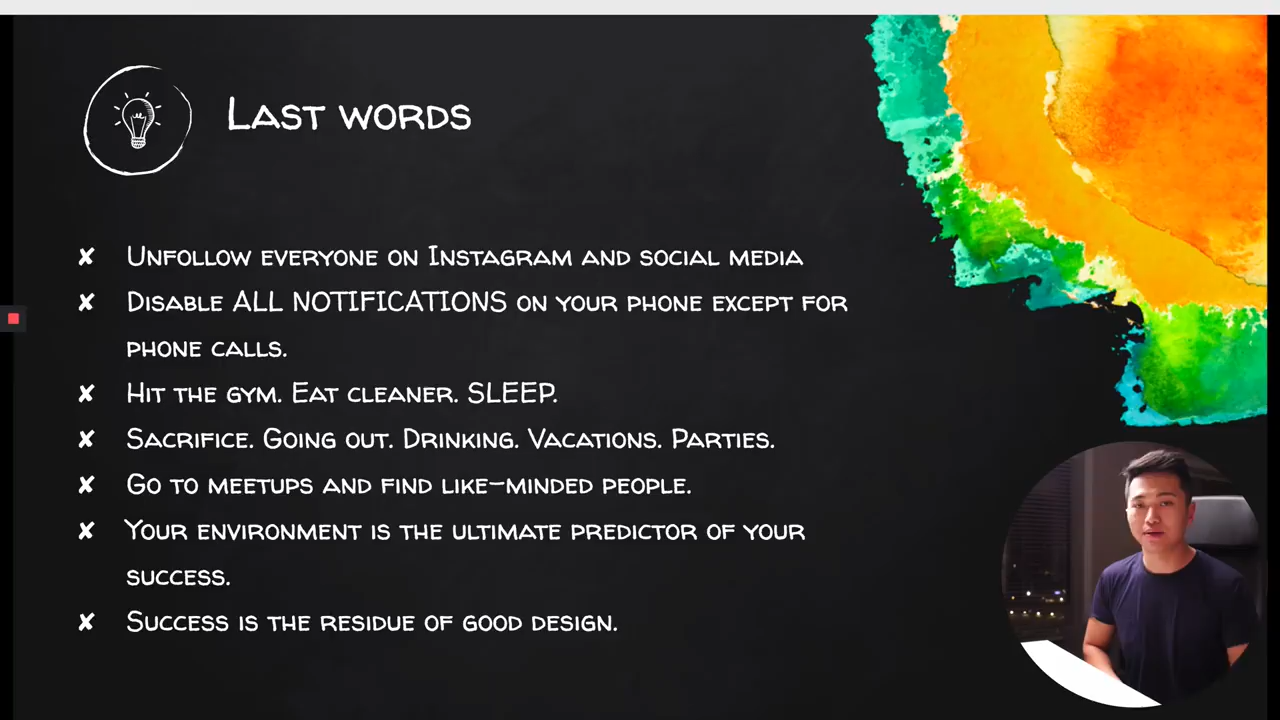 Last words
✘ Unfollow everyone on Instagram and social media
✘ Disable ALL NOTIFICATIONS on your phone except for
phone calls.
✘ Hit the gym. Eat cleaner. SLEEP.
✘ Sacrifice. Going out. Drinking. Vacations. Parties.
✘ Go to meetups and find like-minded people.
✘ Your environment is the ultimate predictor of your
success.
✘ Success is the residue of good design.